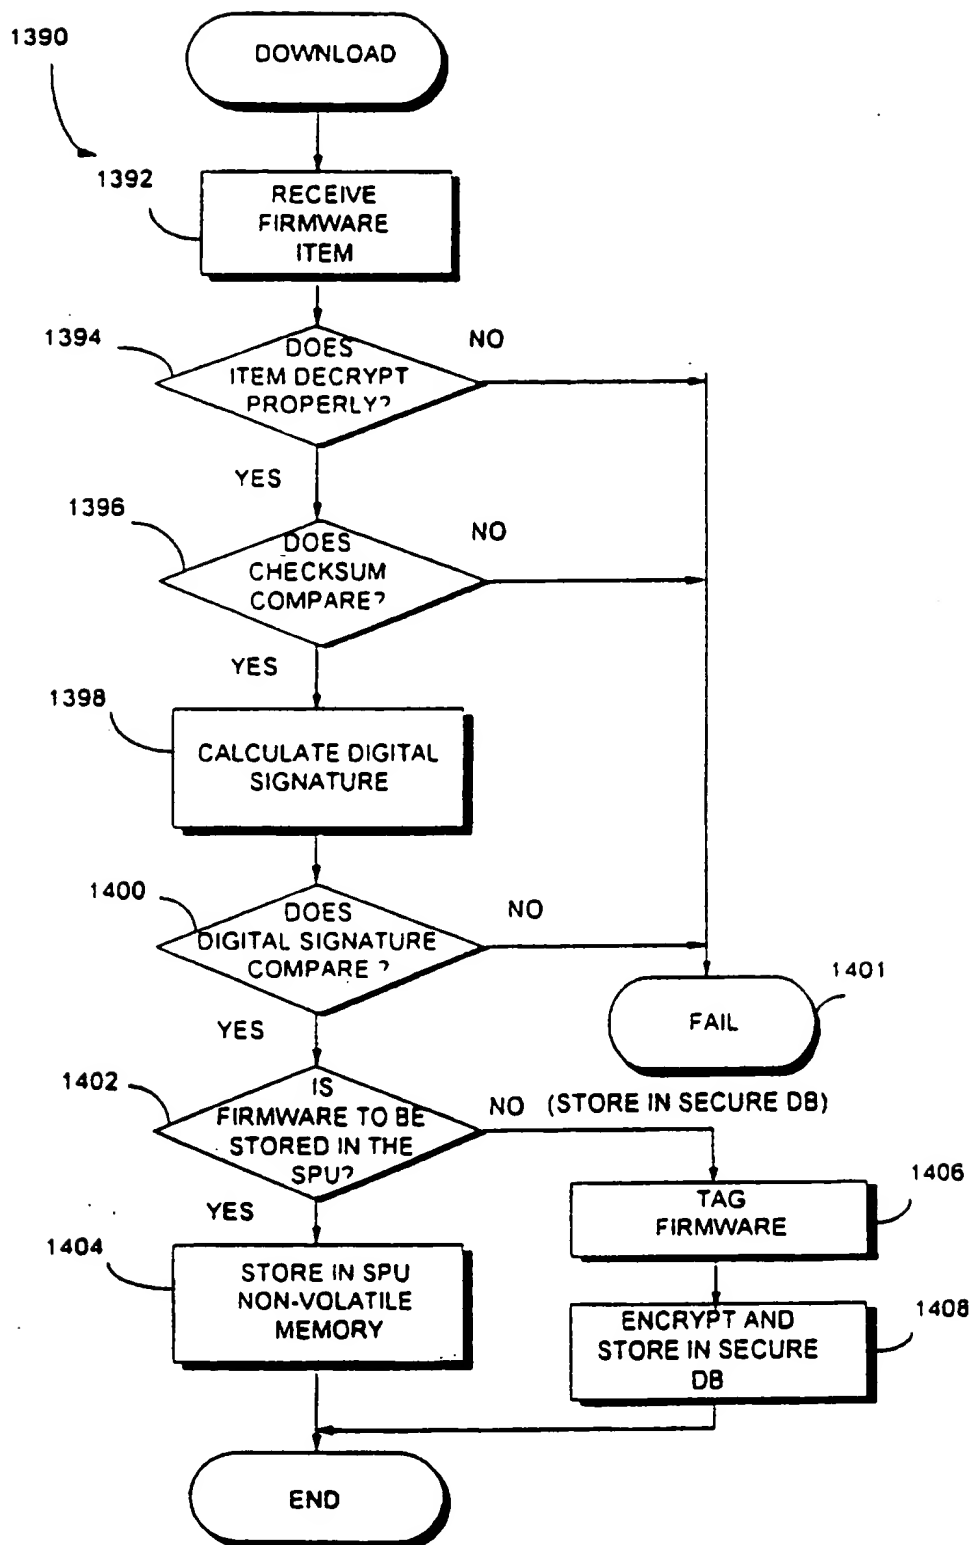 1390
DOWNLOAD
1392
RECEIVE
FIRMWARE
ITEM
1394
DOES
ITEM DECRYPT
PROPERLY?
NO
YES
1396
DOES
CHECKSUM
COMPARE?
NO
YES
1398
CALCULATE DIGITAL
SIGNATURE
1400
DOES
DIGITAL SIGNATURE
COMPARE ?
NO
YES
1401
FAIL
1402
IS
FIRMWARE TO BE
STORED IN THE
SPU?
NO (STORE IN SECURE DB)
YES
1406
TAG
FIRMWARE
1404
STORE IN SPU
NON-VOLATILE
MEMORY
1408
ENCRYPT AND
STORE IN SECURE
DB
END